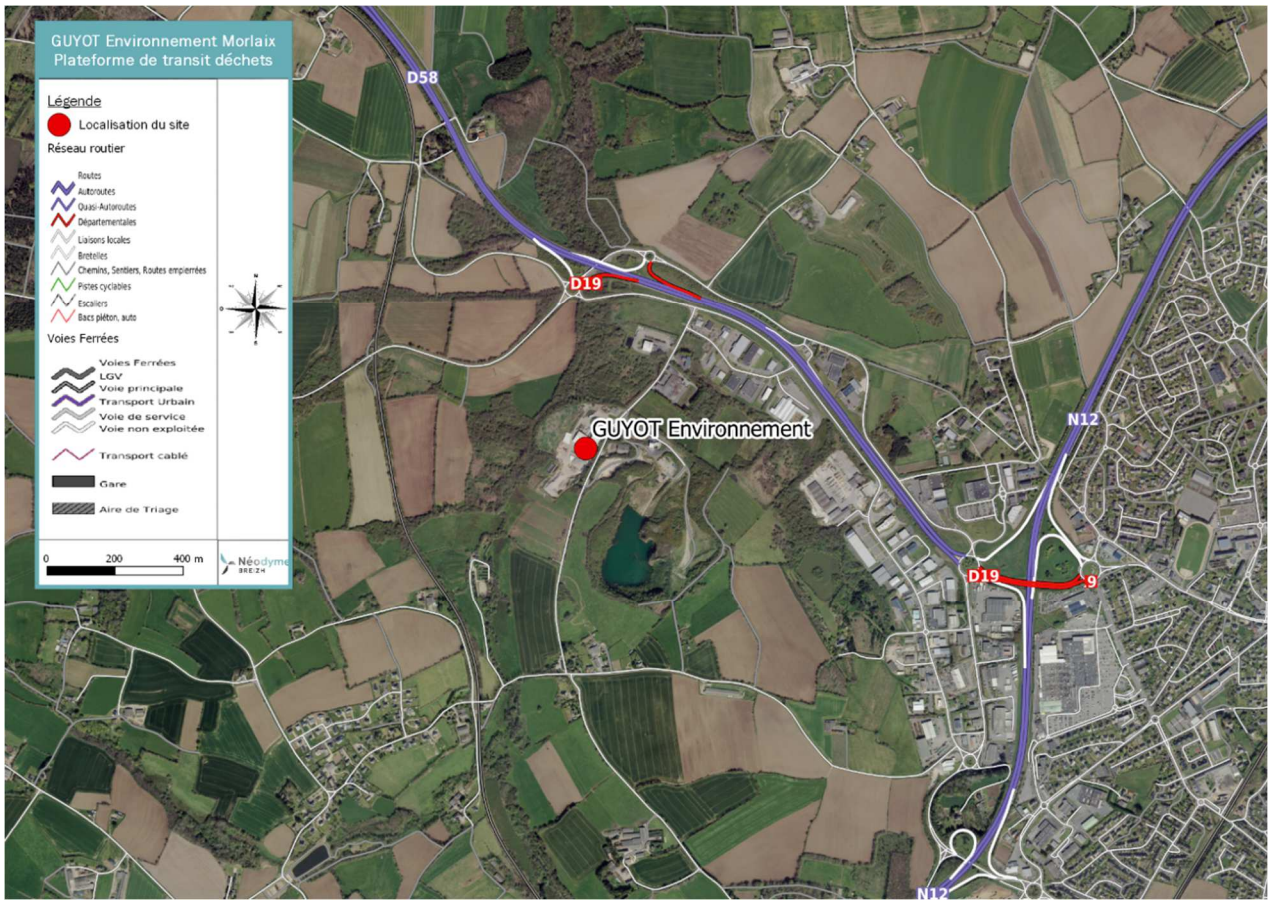 GUYOT Environnement Morlaix
Plateforme de transit déchets
Légende
Localisation du site
Réseau routier
Routes
Autoroutes
Quasi-Autoroutes
Départementales
Liaisons locales
Bretelles
Chemins, Sentiers, Routes empierrées
Pistes cyclables
Escaliers
Bacs piéton, auto
Voies Ferrées
Voies Ferrées
LGV
Voie principale
Transport Urbain
Voie de service
Voie non exploitée
Transport cablé
Gare
Aire de Triage
0 200 400 m
Néodyme
BREIZH
N
S
D58
D19
GUYOT Environnement
N12
D19
9
N12